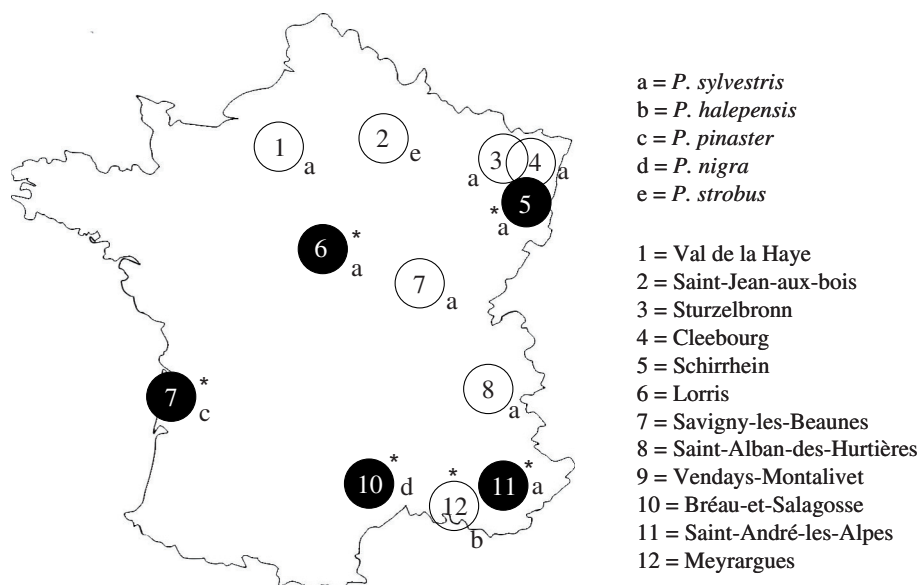 a = P. sylvestris
b = P. halepensis
c = P. pinaster
d = P. nigra
e = P. strobus
1 = Val de la Haye
2 = Saint-Jean-aux-bois
3 = Sturzelbronn
4 = Cleebourg
5 = Schirrhein
6 = Lorris
7 = Savigny-les-Beaunes
8 = Saint-Alban-des-Hurtières
9 = Vendays-Montalivet
10 = Bréau-et-Salagosse
11 = Saint-André-les-Alpes
12 = Meyrargues
1 a
2 e
3 a
4 a
5 * a
6 * a
7 a
7 * c
8 a
10 * d
12 * b
11 * a